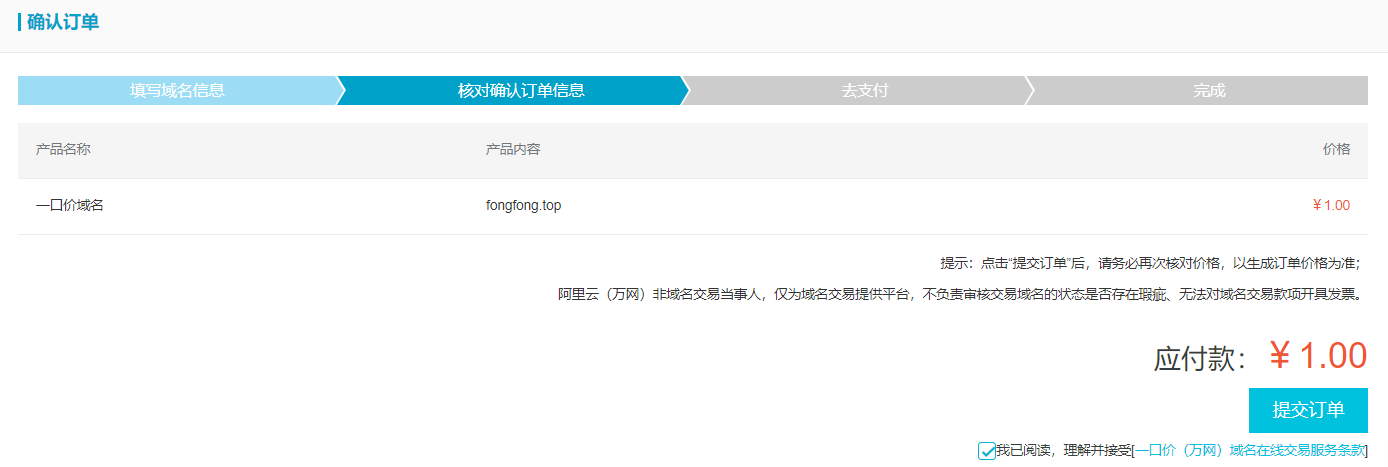 确认订单
填写域名信息 核对确认订单信息 去支付 完成
产品名称 产品内容 价格
一口价域名 fongfong.top ¥ 1.00
提示：点击“提交订单”后，请务必再次核对价格，以生成订单价格为准；
阿里云（万网）非域名交易当事人，仅为域名交易提供平台，不负责审核交易域名的状态是否存在瑕疵、无法对域名交易款项开具发票。
应付款： ¥ 1.00
提交订单
我已阅读，理解并接受[一口价（万网）域名在线交易服务条款]